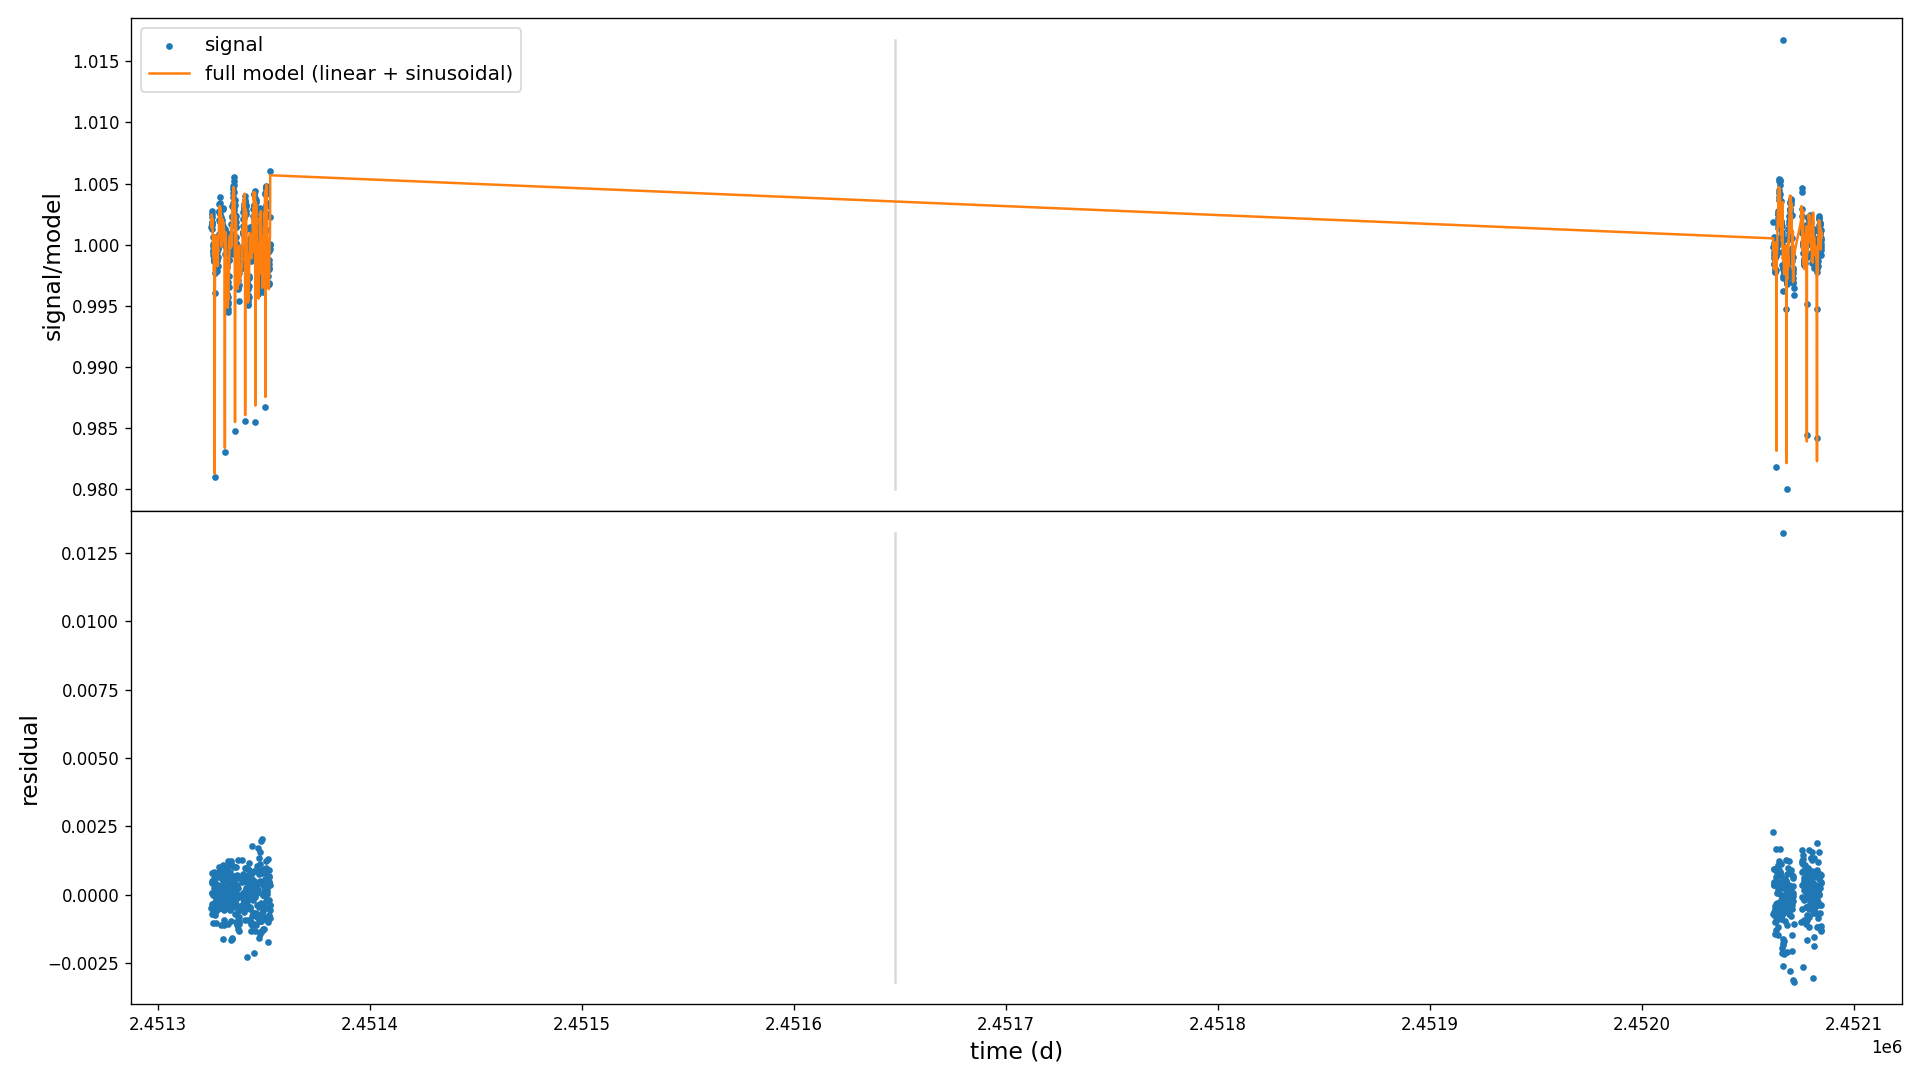 signal
full model (linear + sinusoidal)
signal/model
1.015
1.010
1.005
1.000
0.995
0.990
0.985
0.980
residual
0.0125
0.0100
0.0075
0.0050
0.0025
0.0000
−0.0025
2.4513 2.4514 2.4515 2.4516 2.4517 2.4518 2.4519 2.4520 2.4521
time (d)
1e6